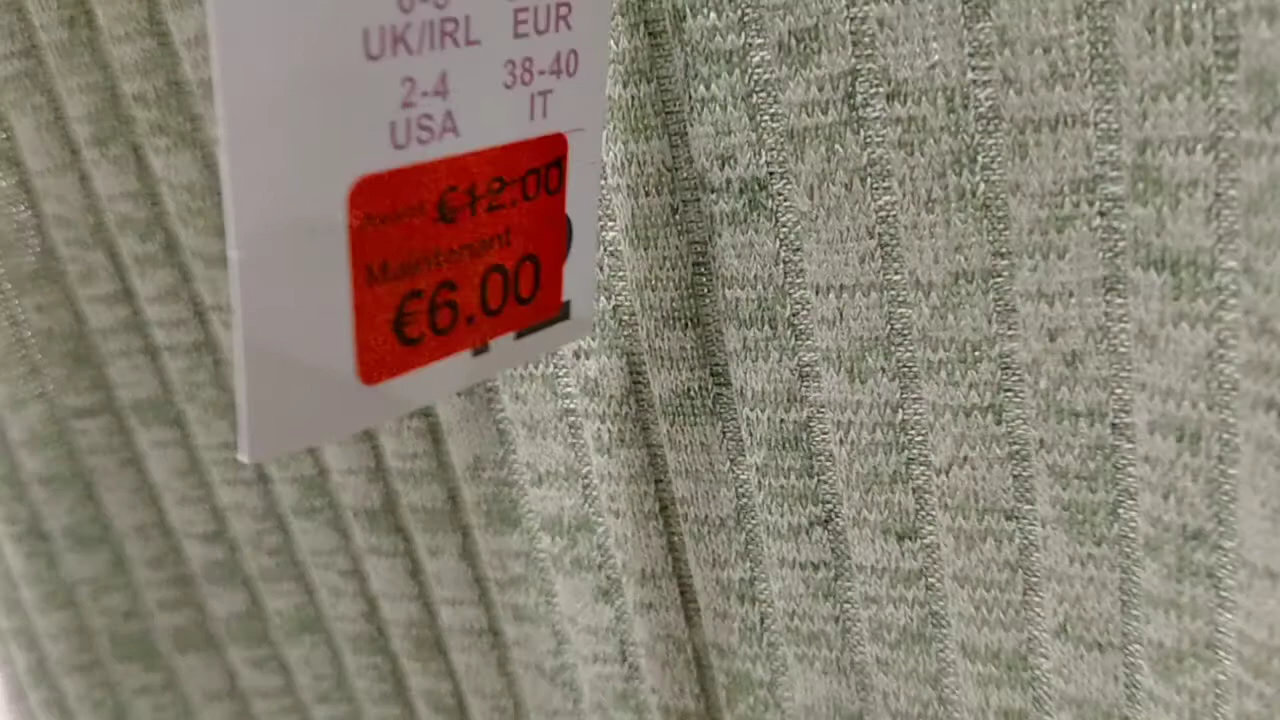 UK/IRL EUR
2-4 38-40
USA IT
€12.00
Maintenant
€6.00